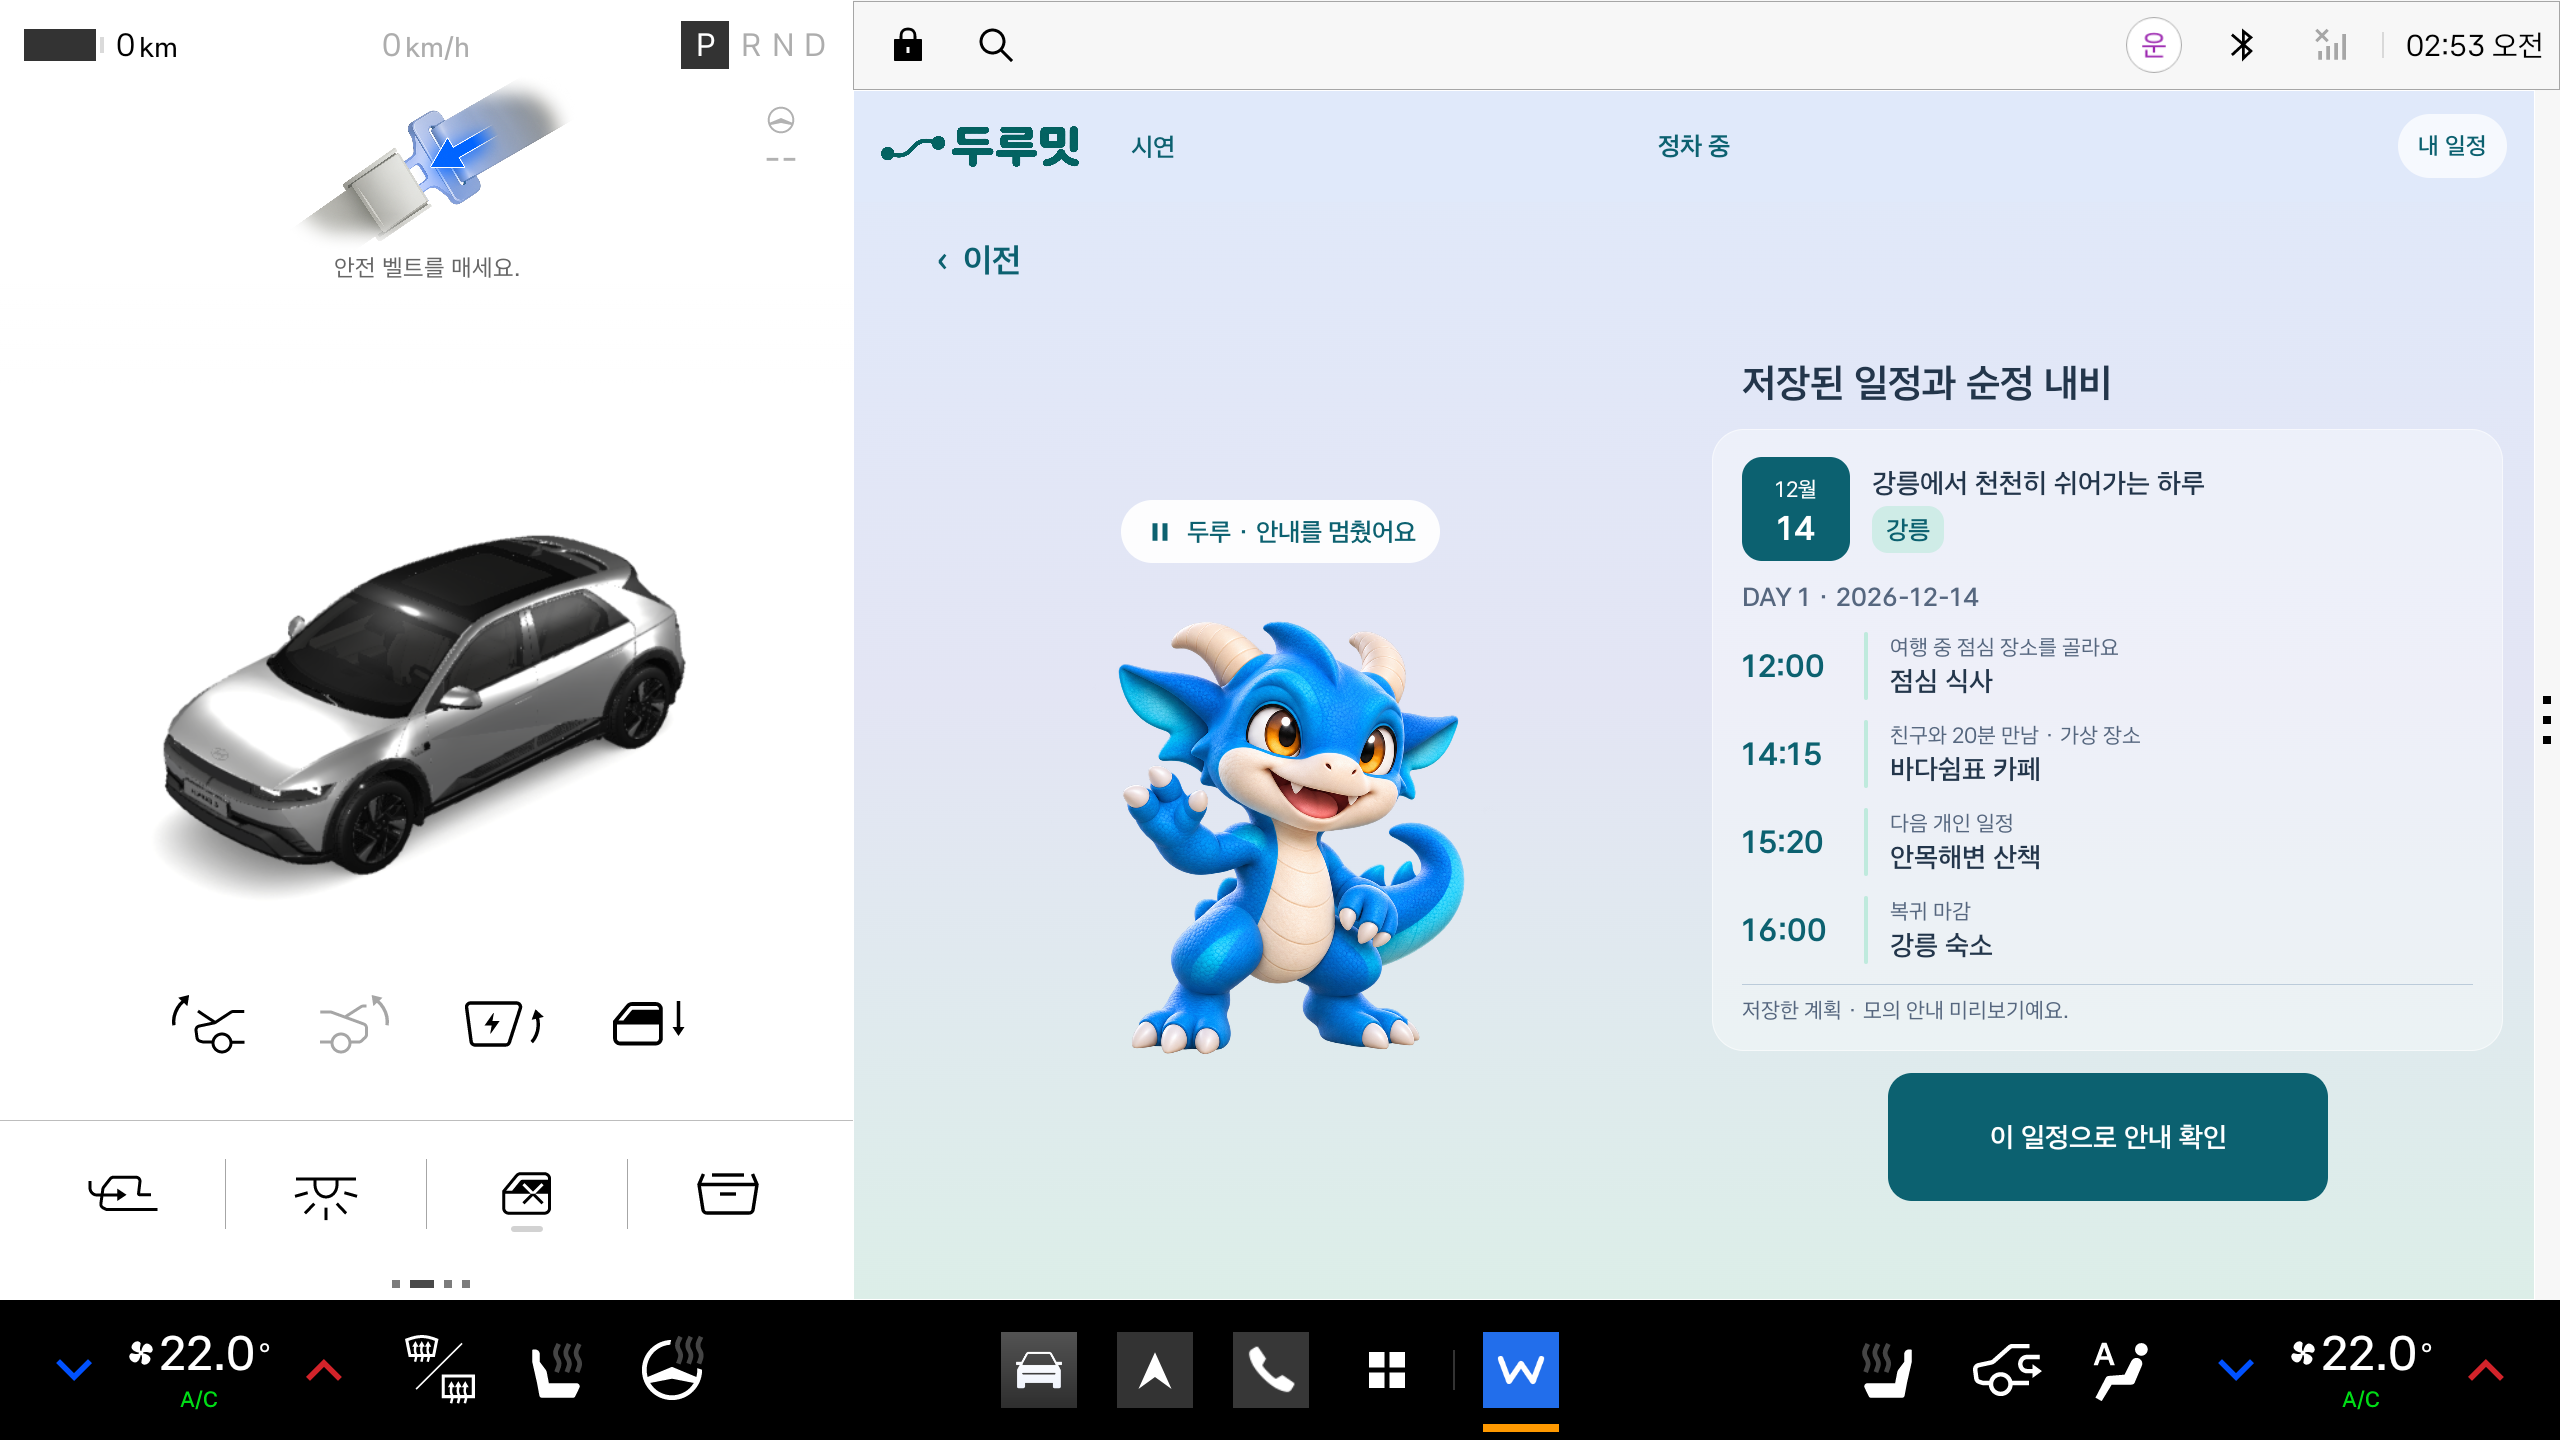 0 km
0 km/h
P R N D
안전 벨트를 매세요.
운
02:53 오전
두루밋
시연
정차 중
내 일정
‹ 이전
두루 · 안내를 멈췄어요
저장된 일정과 순정 내비
12월
14
강릉에서 천천히 쉬어가는 하루
강릉
DAY 1 · 2026-12-14
12:00
여행 중 점심 장소를 골라요
점심 식사
14:15
친구와 20분 만남 · 가상 장소
바다쉼표 카페
15:20
다음 개인 일정
안목해변 산책
16:00
복귀 마감
강릉 숙소
저장한 계획 · 모의 안내 미리보기예요.
이 일정으로 안내 확인
22.0°
A/C
A
22.0°
A/C